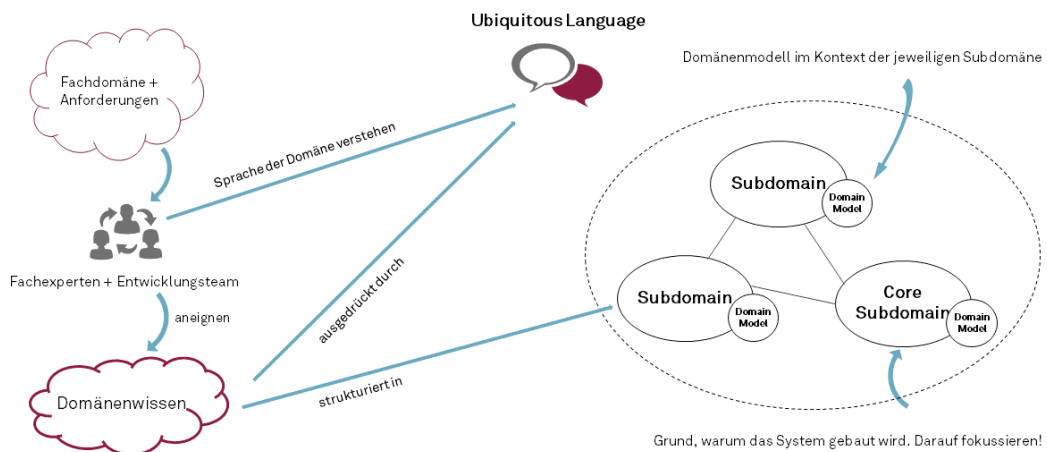 Ubiquitous Language
Fachdomäne +
Anforderungen
Sprache der Domäne verstehen
Fachexperten + Entwicklungsteam
aneignen
Domänenwissen
ausgedrückt durch
strukturiert in
Domänenmodell im Kontext der jeweiligen Subdomäne
Subdomain
Domain
Model
Subdomain
Domain
Model
Core
Subdomain
Domain
Model
Grund, warum das System gebaut wird. Darauf fokussieren!